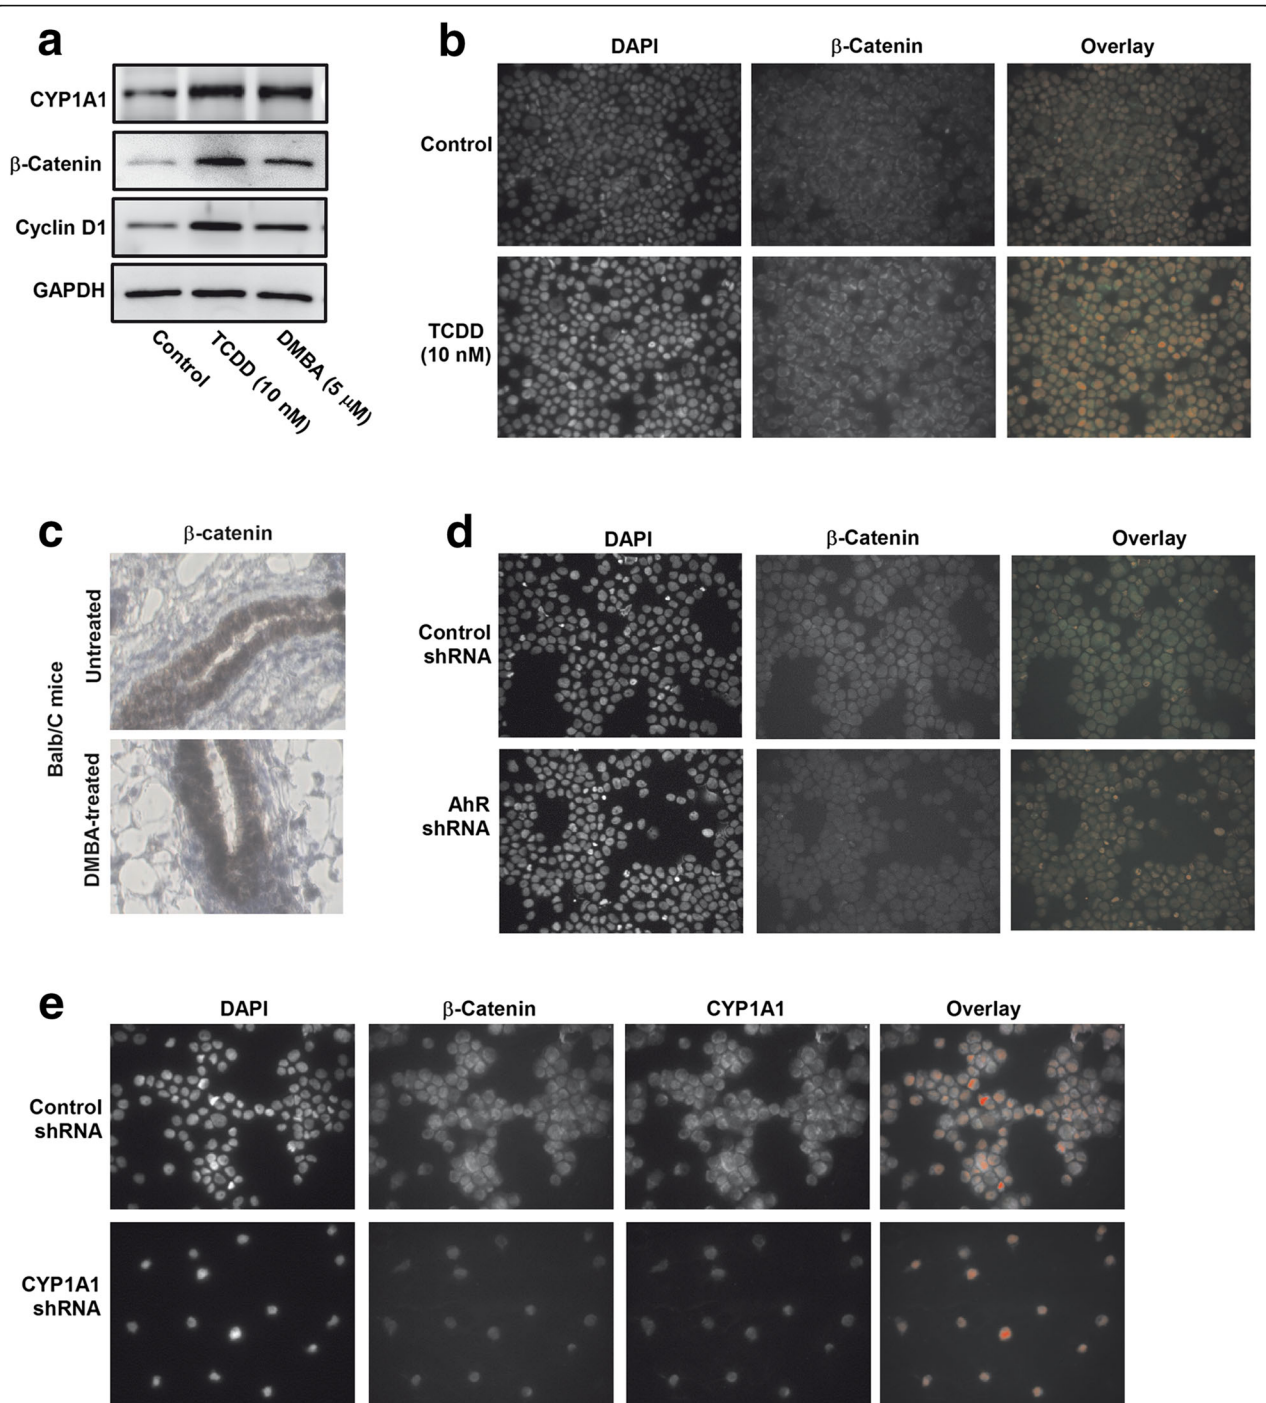 a
CYP1A1
β-Catenin
Cyclin D1
GAPDH
Control
TCDD (10 nM)
DMBA (5 μM)
b
DAPI
β-Catenin
Overlay
Control
TCDD
(10 nM)
c
β-catenin
Balb/C mice
Untreated
DMBA-treated
d
DAPI
β-Catenin
Overlay
Control
shRNA
AhR
shRNA
e
DAPI
β-Catenin
CYP1A1
Overlay
Control
shRNA
CYP1A1
shRNA